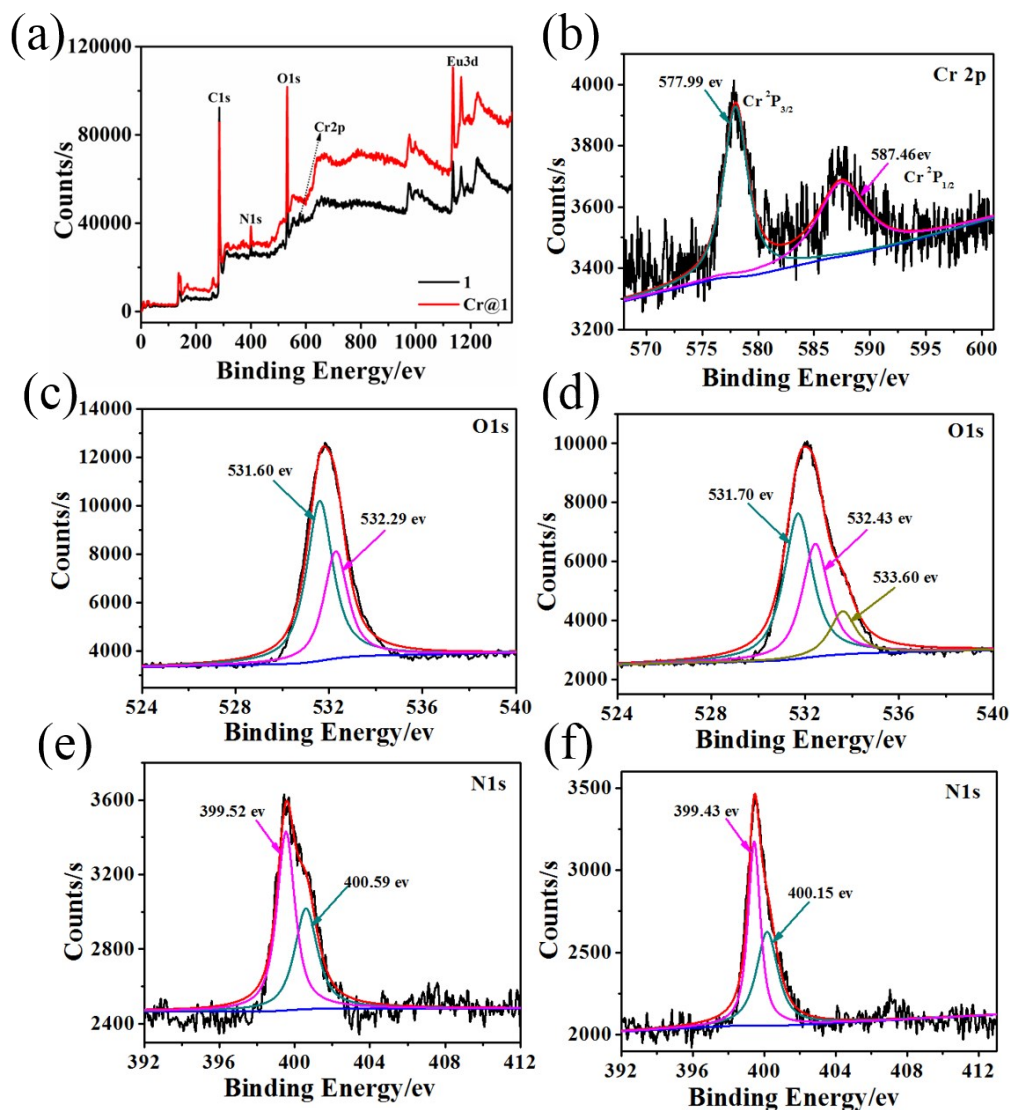 (a)
120000
80000
40000
0
Counts/s
C1s
N1s
O1s
Cr2p
Eu3d
1
Cr@1
0 200 400 600 800 1000 1200
Binding Energy/ev
(b)
4000
3800
3600
3400
3200
Counts/s
Cr 2p
577.99 ev
Cr ²P3/2
587.46ev
Cr ²P1/2
570 575 580 585 590 595 600
Binding Energy/ev
(c)
14000
12000
10000
8000
6000
4000
Counts/s
O1s
531.60 ev
532.29 ev
524 528 532 536 540
Binding Energy/ev
(d)
10000
8000
6000
4000
2000
Counts/s
O1s
531.70 ev
532.43 ev
533.60 ev
524 528 532 536 540
Binding Energy/ev
(e)
3600
3200
2800
2400
Counts/s
N1s
399.52 ev
400.59 ev
392 396 400 404 408 412
Binding Energy/ev
(f)
3500
3000
2500
2000
Counts/s
N1s
399.43 ev
400.15 ev
392 396 400 404 408 412
Binding Energy/ev